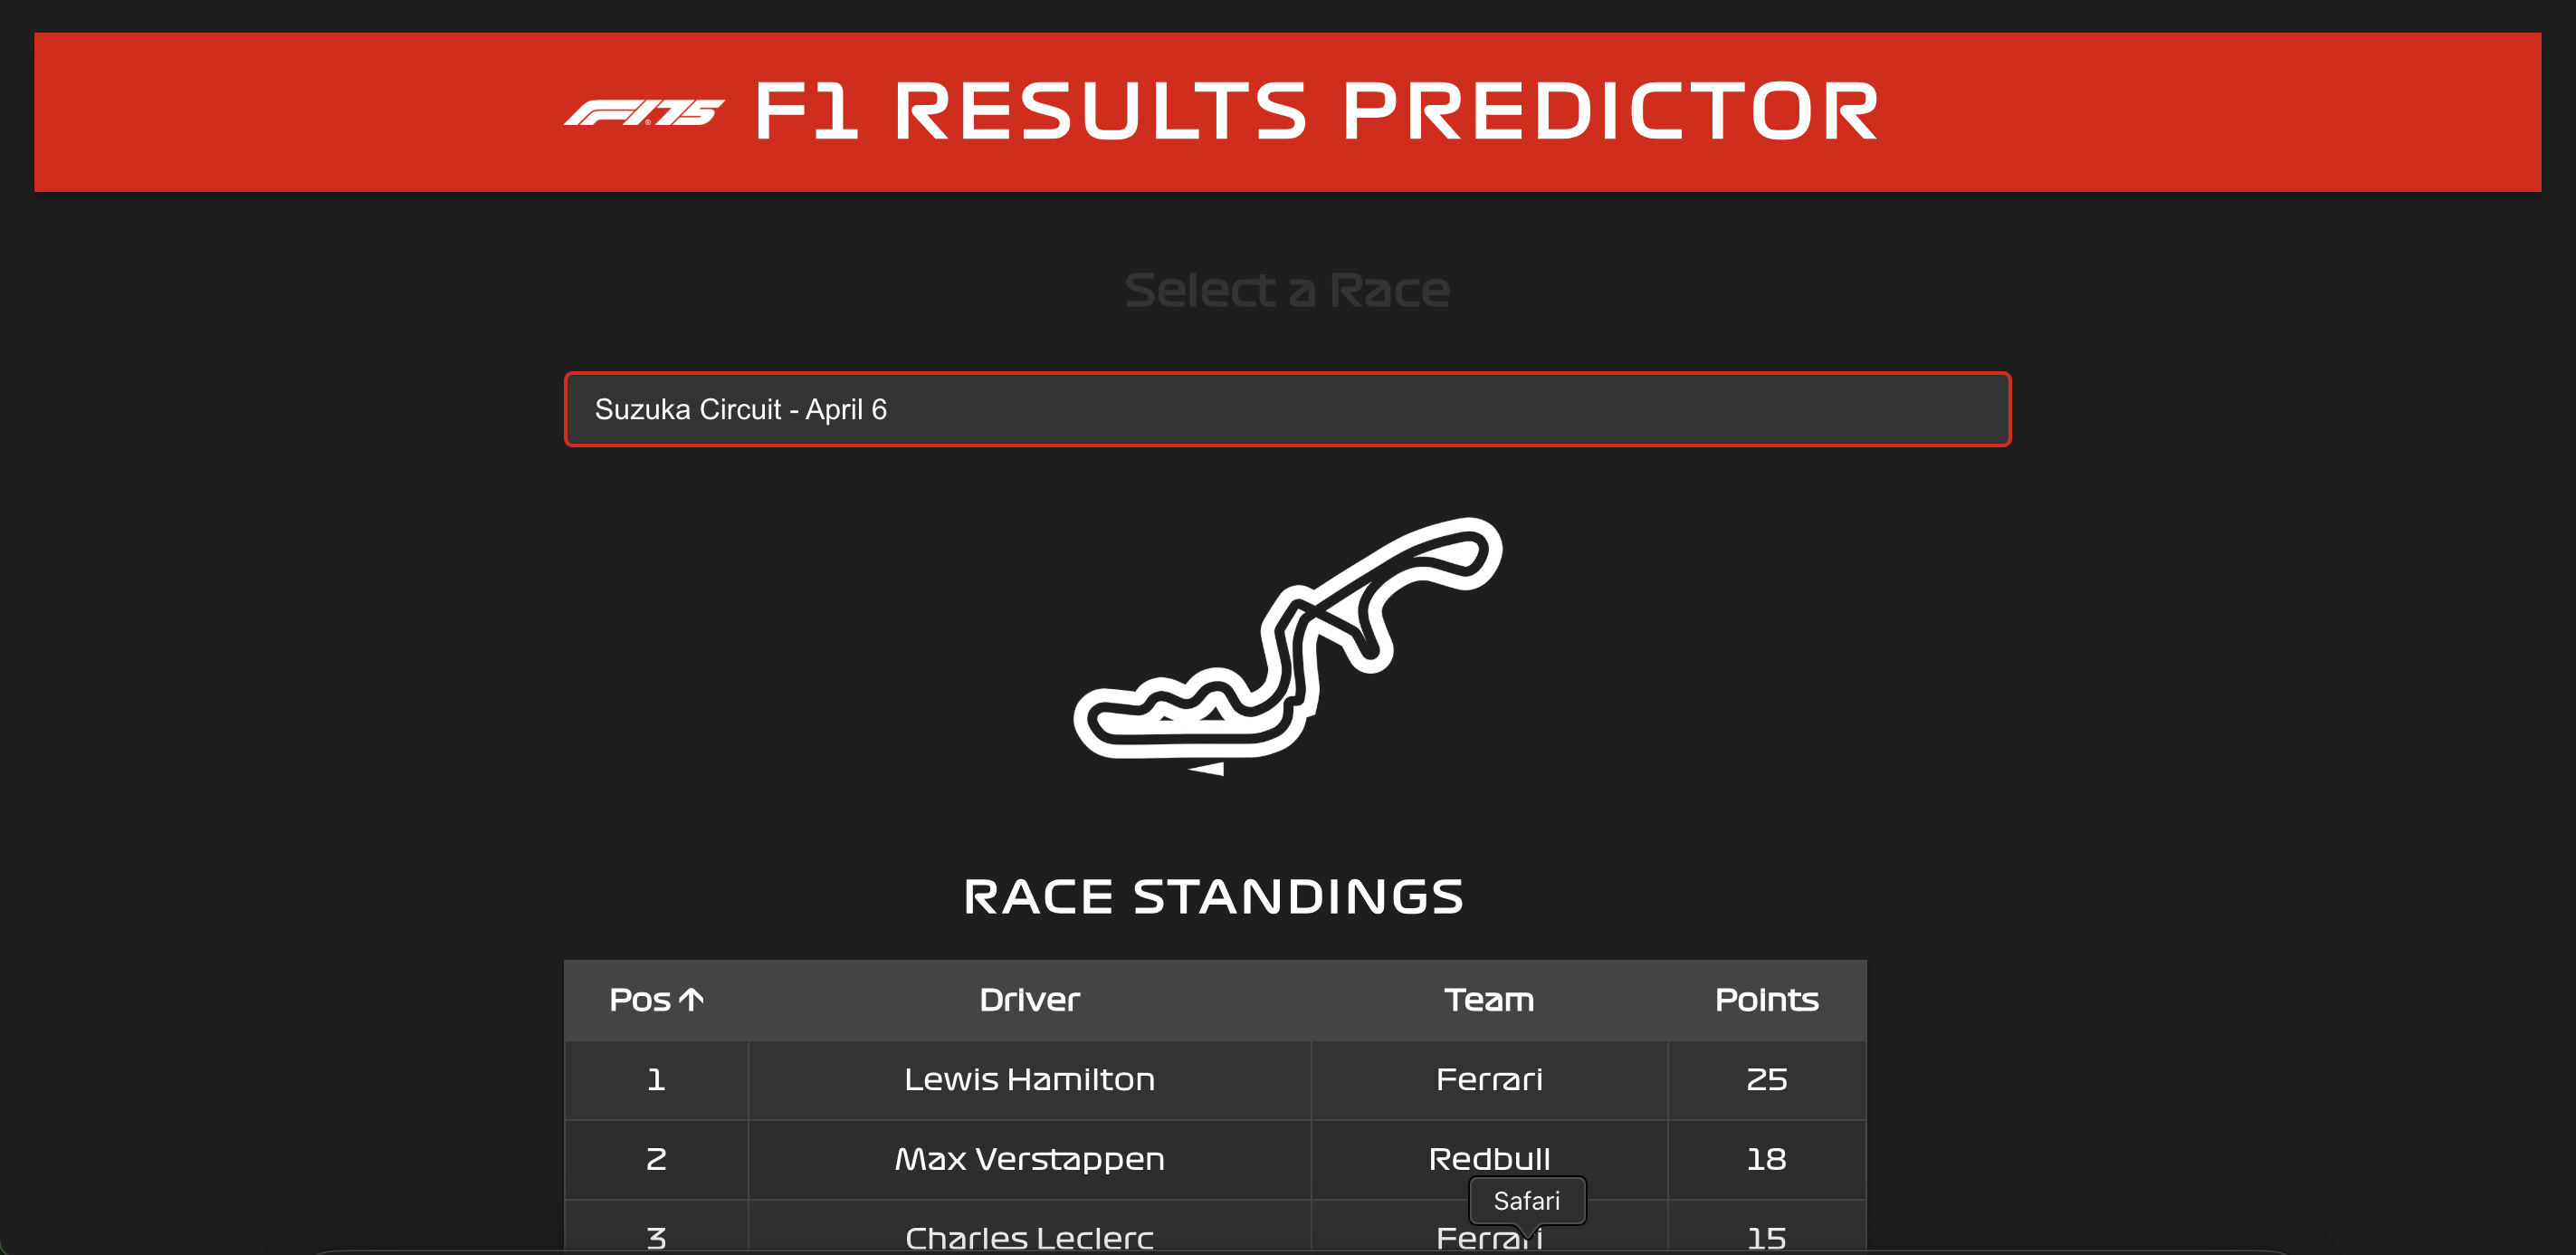 F1 75 F1 RESULTS PREDICTOR
Select a Race
Suzuka Circuit - April 6
RACE STANDINGS
Pos ↑ Driver Team Points
1 Lewis Hamilton Ferrari 25
2 Max Verstappen Redbull 18
Safari
3 Charles Leclerc Ferrari 15